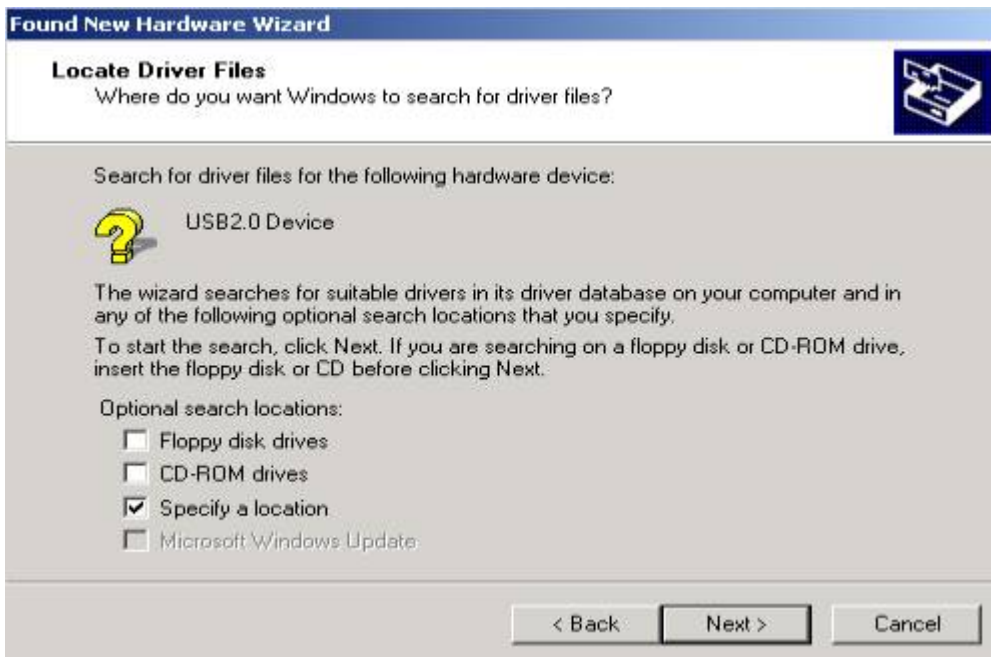 Found New Hardware Wizard
Locate Driver Files
Where do you want Windows to search for driver files?
Search for driver files for the following hardware device:
USB2.0 Device
The wizard searches for suitable drivers in its driver database on your computer and in
any of the following optional search locations that you specify.
To start the search, click Next. If you are searching on a floppy disk or CD-ROM drive,
insert the floppy disk or CD before clicking Next.
Optional search locations:
Floppy disk drives
CD-ROM drives
Specify a location
Microsoft Windows Update
< Back Next > Cancel